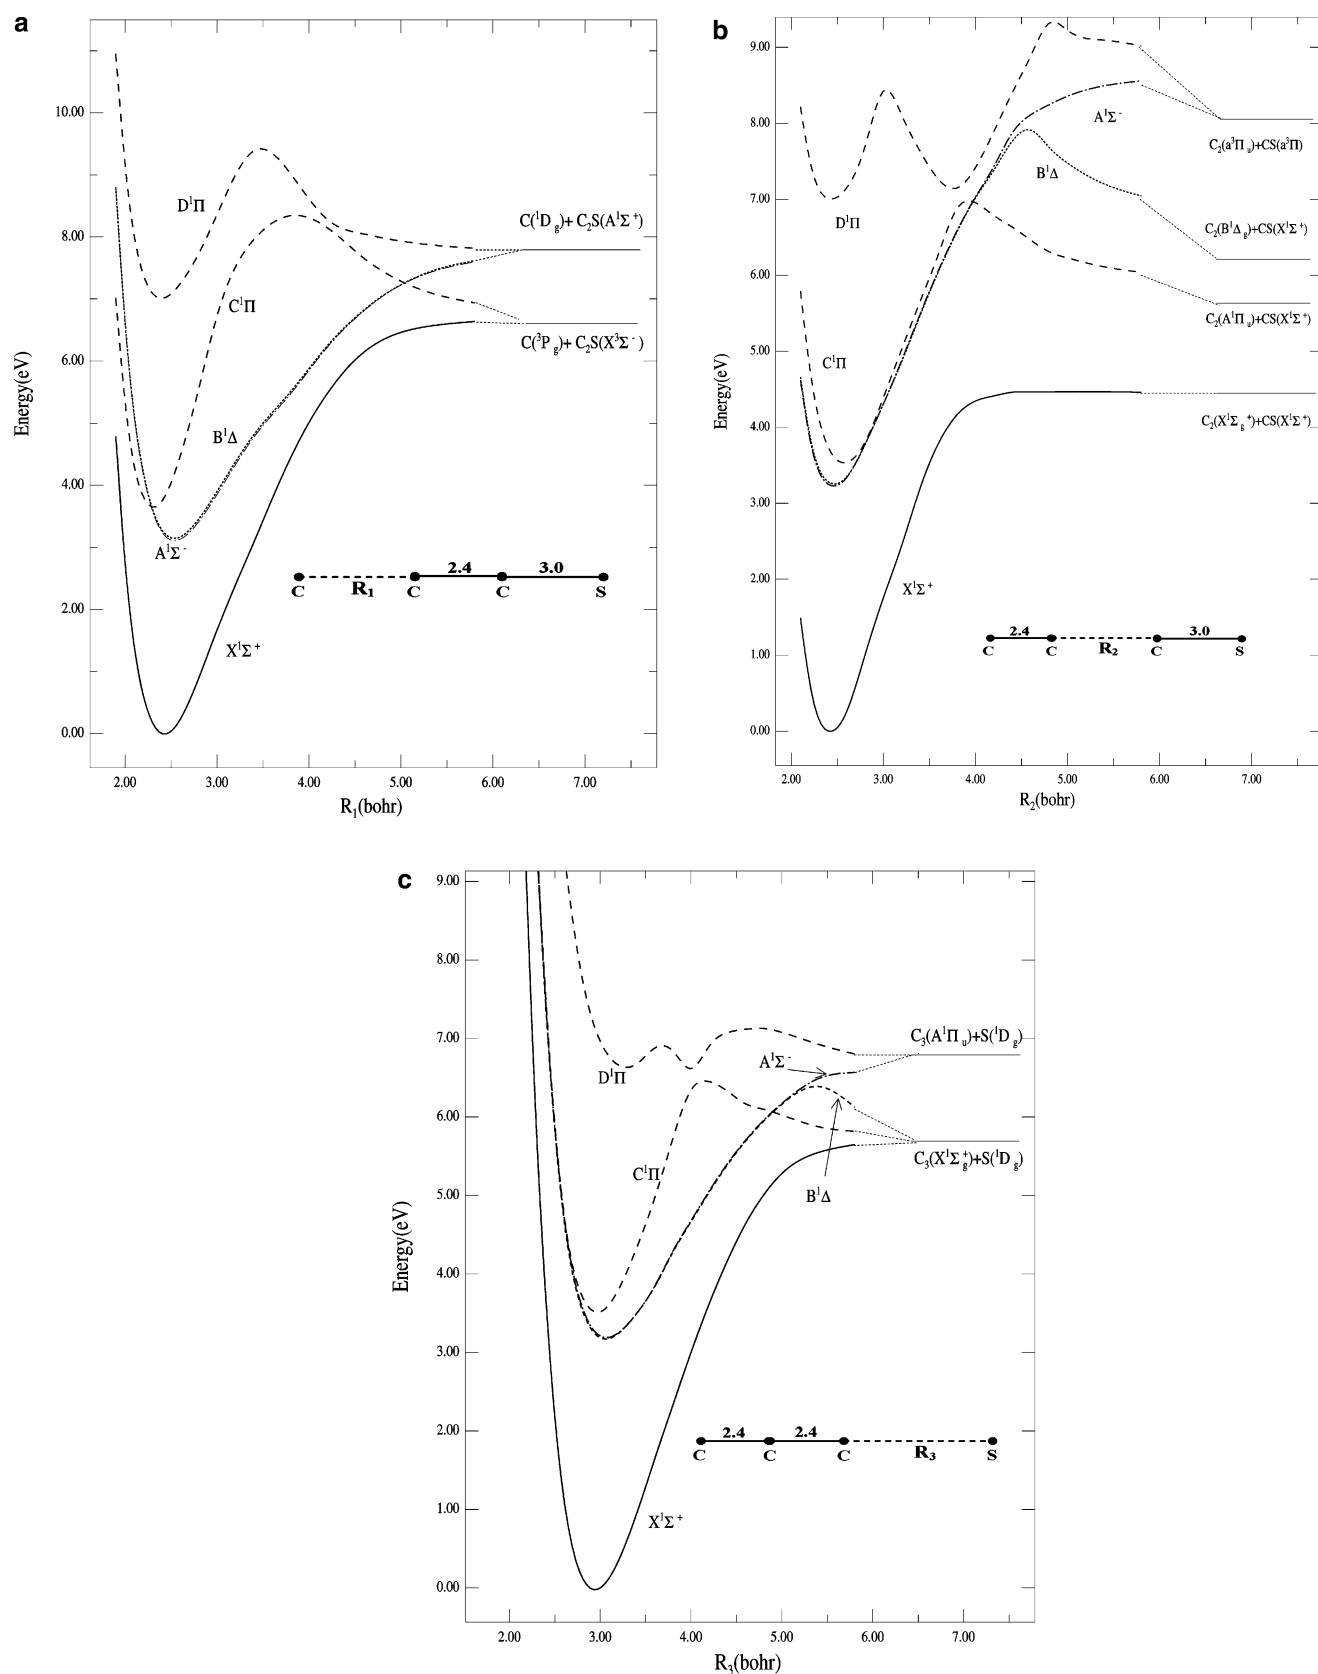 a
10.00
8.00
6.00
4.00
2.00
0.00
Energy(eV)
D¹Π
C¹Π
B¹Δ
A¹Σ⁻
X¹Σ⁺
C(¹D_g)+ C₂S(A¹Σ⁺)
C(³P_g)+ C₂S(X³Σ⁻)
2.4 3.0
C R₁ C C S
2.00 3.00 4.00 5.00 6.00 7.00
R₁(bohr)
b
9.00
8.00
7.00
6.00
5.00
4.00
3.00
2.00
1.00
0.00
Energy(eV)
A¹Σ⁻
B¹Δ
D¹Π
C¹Π
X¹Σ⁺
C₂(a³Π_u)+CS(a³Π)
C₂(B¹Δ_g)+CS(X¹Σ⁺)
C₂(A¹Π_u)+CS(X¹Σ⁺)
C₂(X¹Σ_g⁺)+CS(X¹Σ⁺)
2.4 3.0
C C R₂ C S
2.00 3.00 4.00 5.00 6.00 7.00
R₂(bohr)
c
9.00
8.00
7.00
6.00
5.00
4.00
3.00
2.00
1.00
0.00
Energy(eV)
D¹Π
A¹Σ⁻
C¹Π
B¹Δ
X¹Σ⁺
C₃(A¹Π_u)+S(¹D_g)
C₃(X¹Σ_g⁺)+S(¹D_g)
2.4 2.4
C C C R₃ S
2.00 3.00 4.00 5.00 6.00 7.00
R₃(bohr)